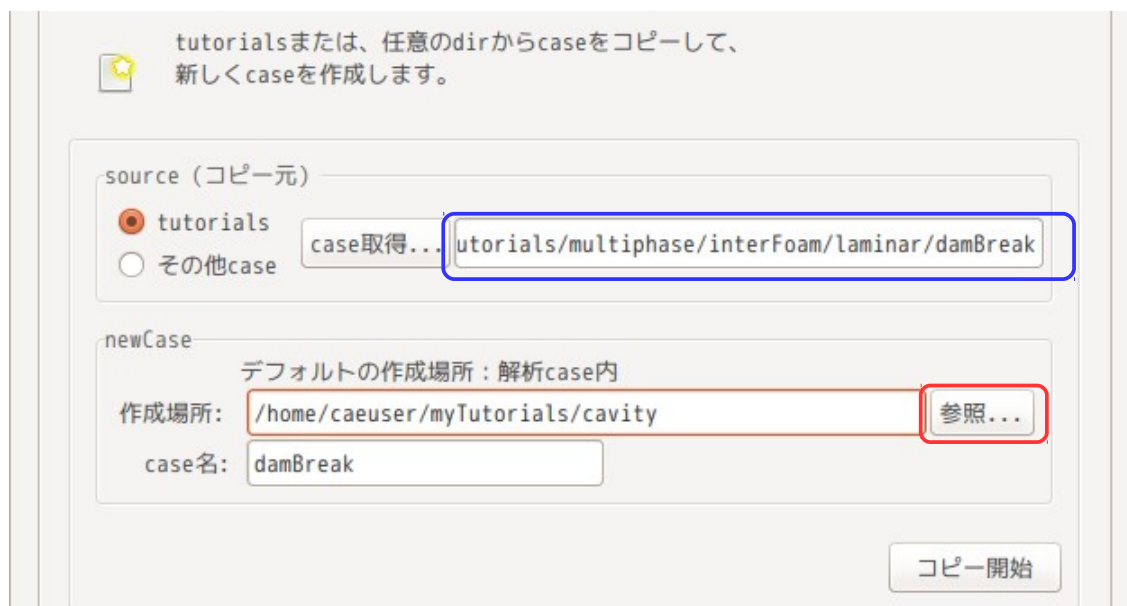 tutorialsまたは、任意のdirからcaseをコピーして、
新しくcaseを作成します。
source (コピー元)
tutorials
その他case
case取得...
utorials/multiphase/interFoam/laminar/damBreak
newCase
デフォルトの作成場所：解析case内
作成場所: /home/caeuser/myTutorials/cavity 参照...
case名: damBreak
コピー開始